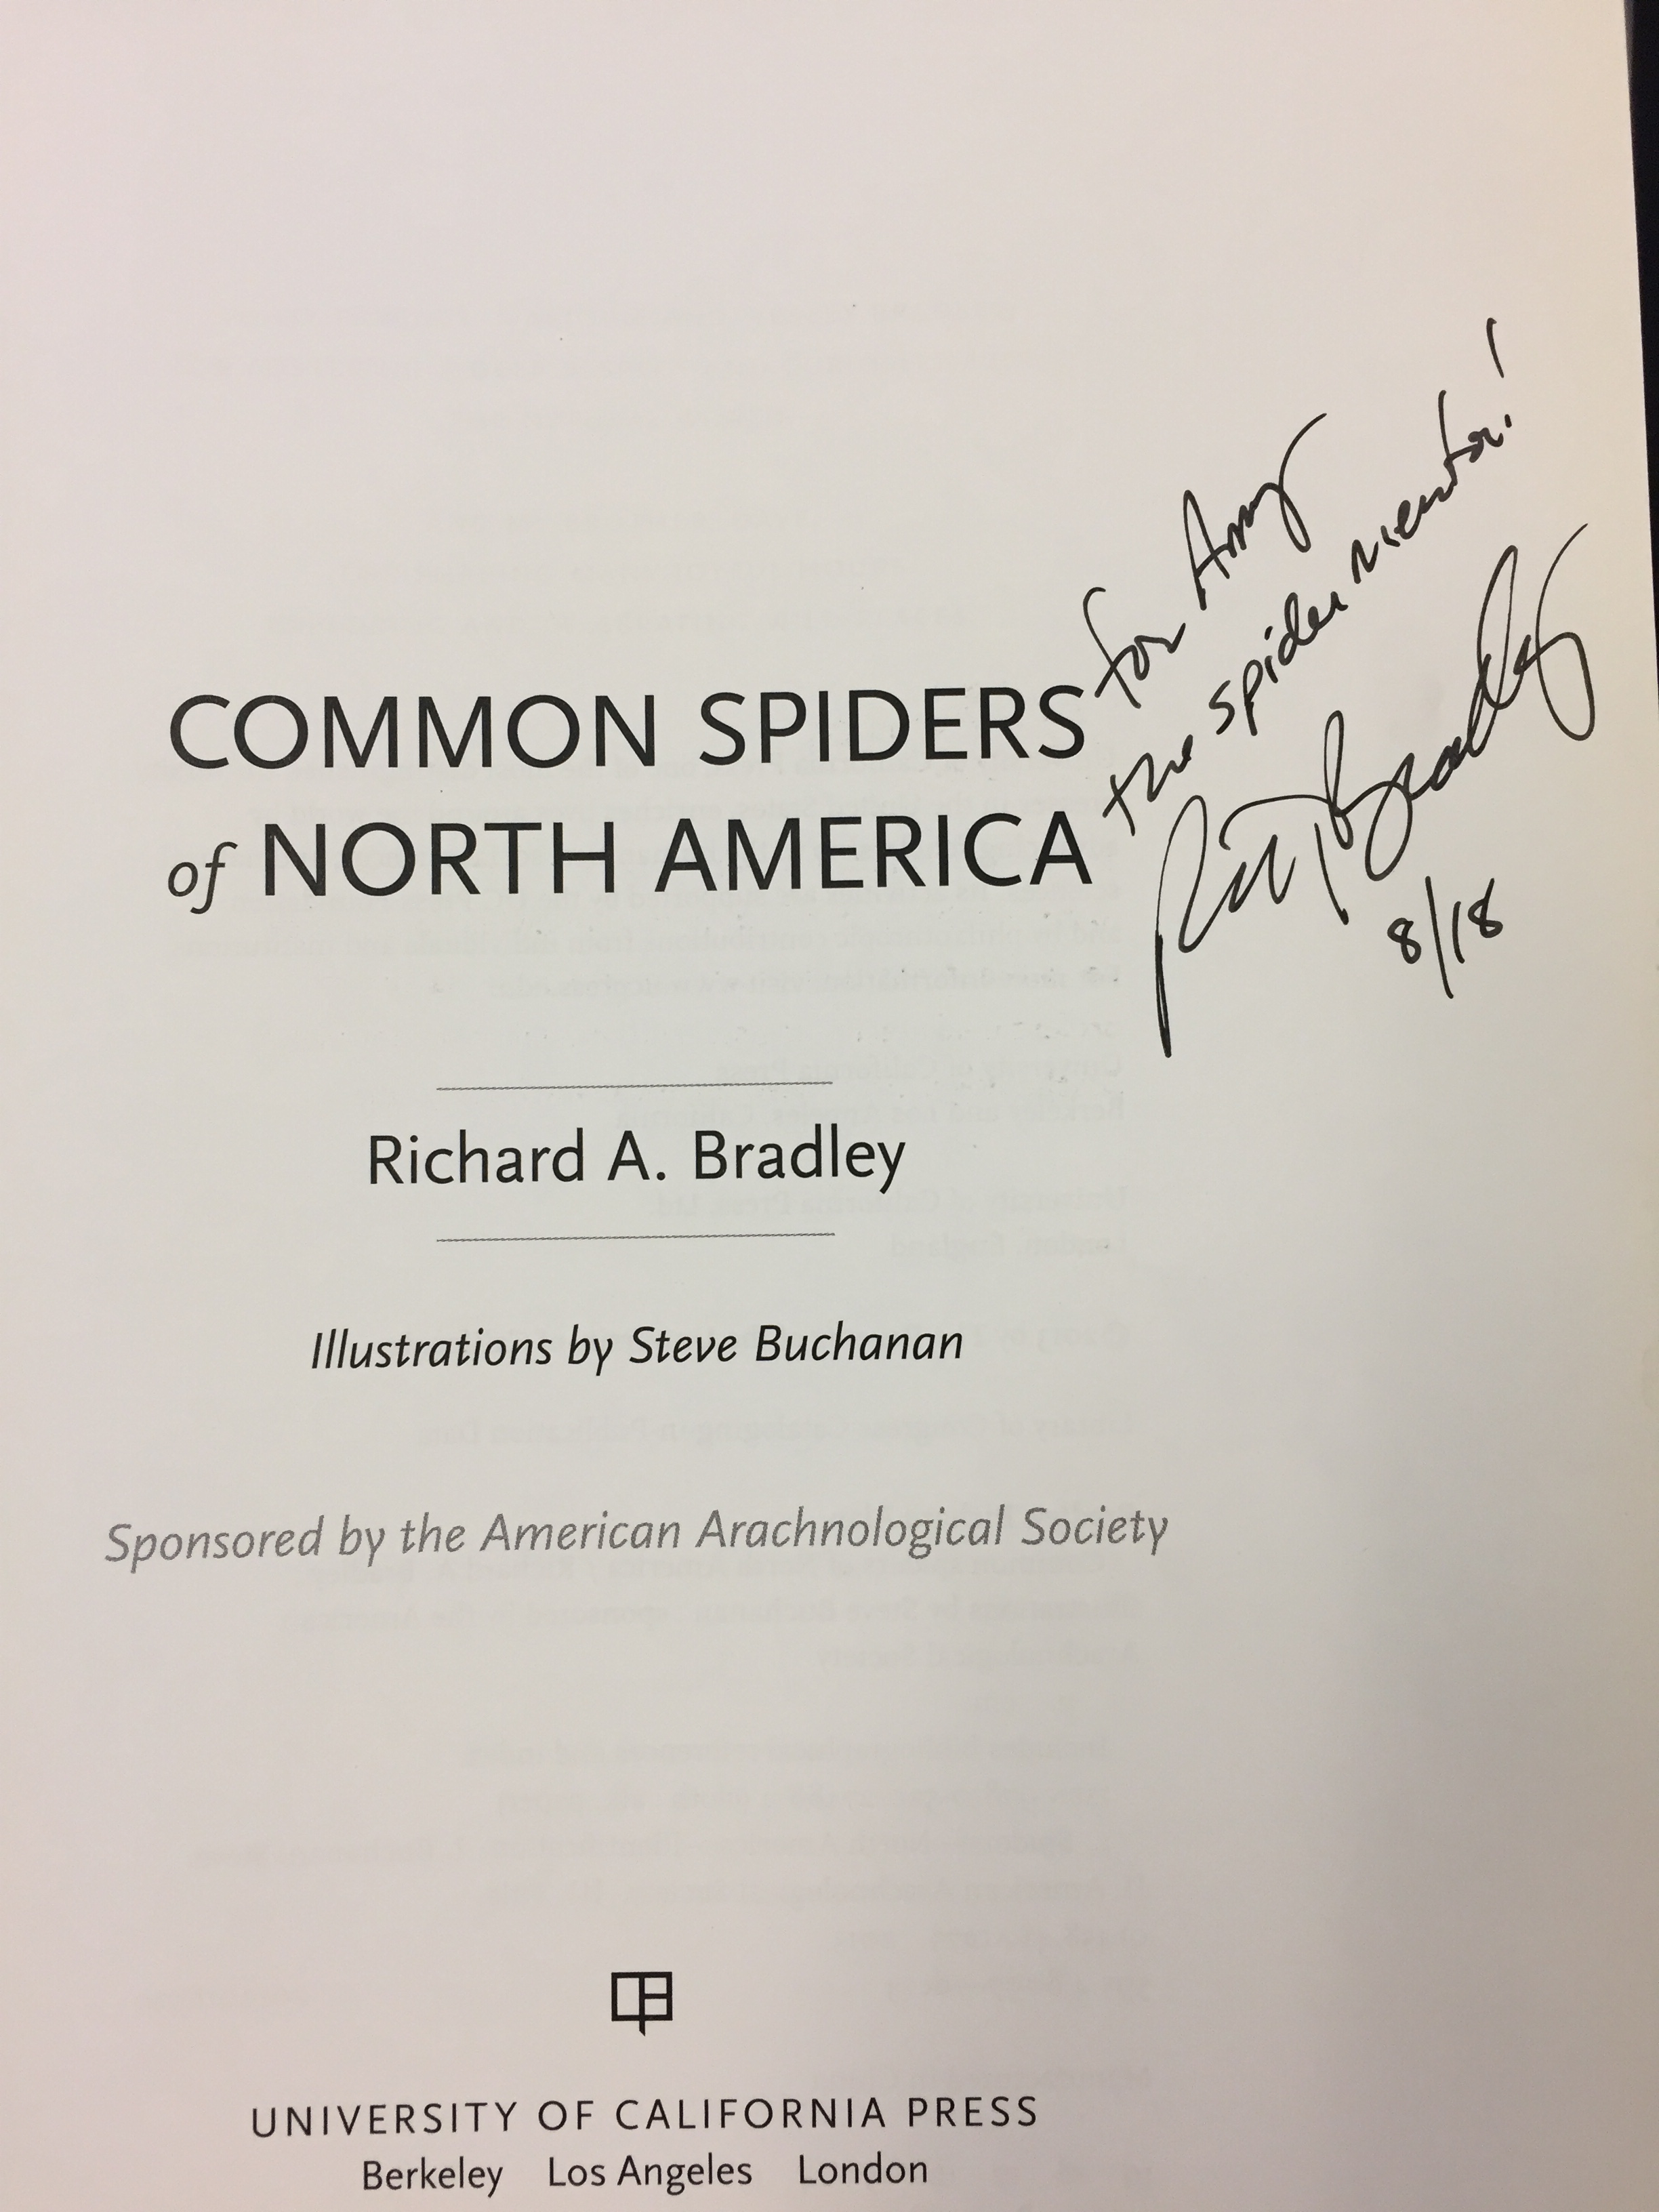 for Amy
the spider mentor!
Bradley
8/18
COMMON SPIDERS
of NORTH AMERICA
Richard A. Bradley
Illustrations by Steve Buchanan
Sponsored by the American Arachnological Society
UNIVERSITY OF CALIFORNIA PRESS
Berkeley Los Angeles London